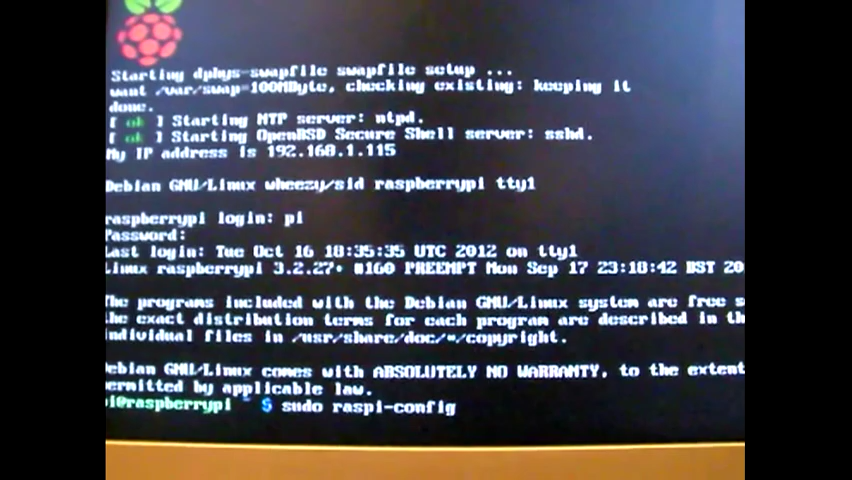 Starting dphys-swapfile swapfile setup ...
want /var/swap=100MByte, checking existing: keeping it
done.
[ ok ] Starting NTP server: ntpd.
[ ok ] Starting OpenBSD Secure Shell server: sshd.
My IP address is 192.168.1.115
Debian GNU/Linux wheezy/sid raspberrypi tty1
raspberrypi login: pi
Password:
Last login: Tue Oct 16 18:35:35 UTC 2012 on tty1
Linux raspberrypi 3.2.27+ #160 PREEMPT Mon Sep 17 23:18:42 BST 20
The programs included with the Debian GNU/Linux system are free s
the exact distribution terms for each program are described in th
individual files in /usr/share/doc/*/copyright.
Debian GNU/Linux comes with ABSOLUTELY NO WARRANTY, to the extent
permitted by applicable law.
pi@raspberrypi ~ $ sudo raspi-config